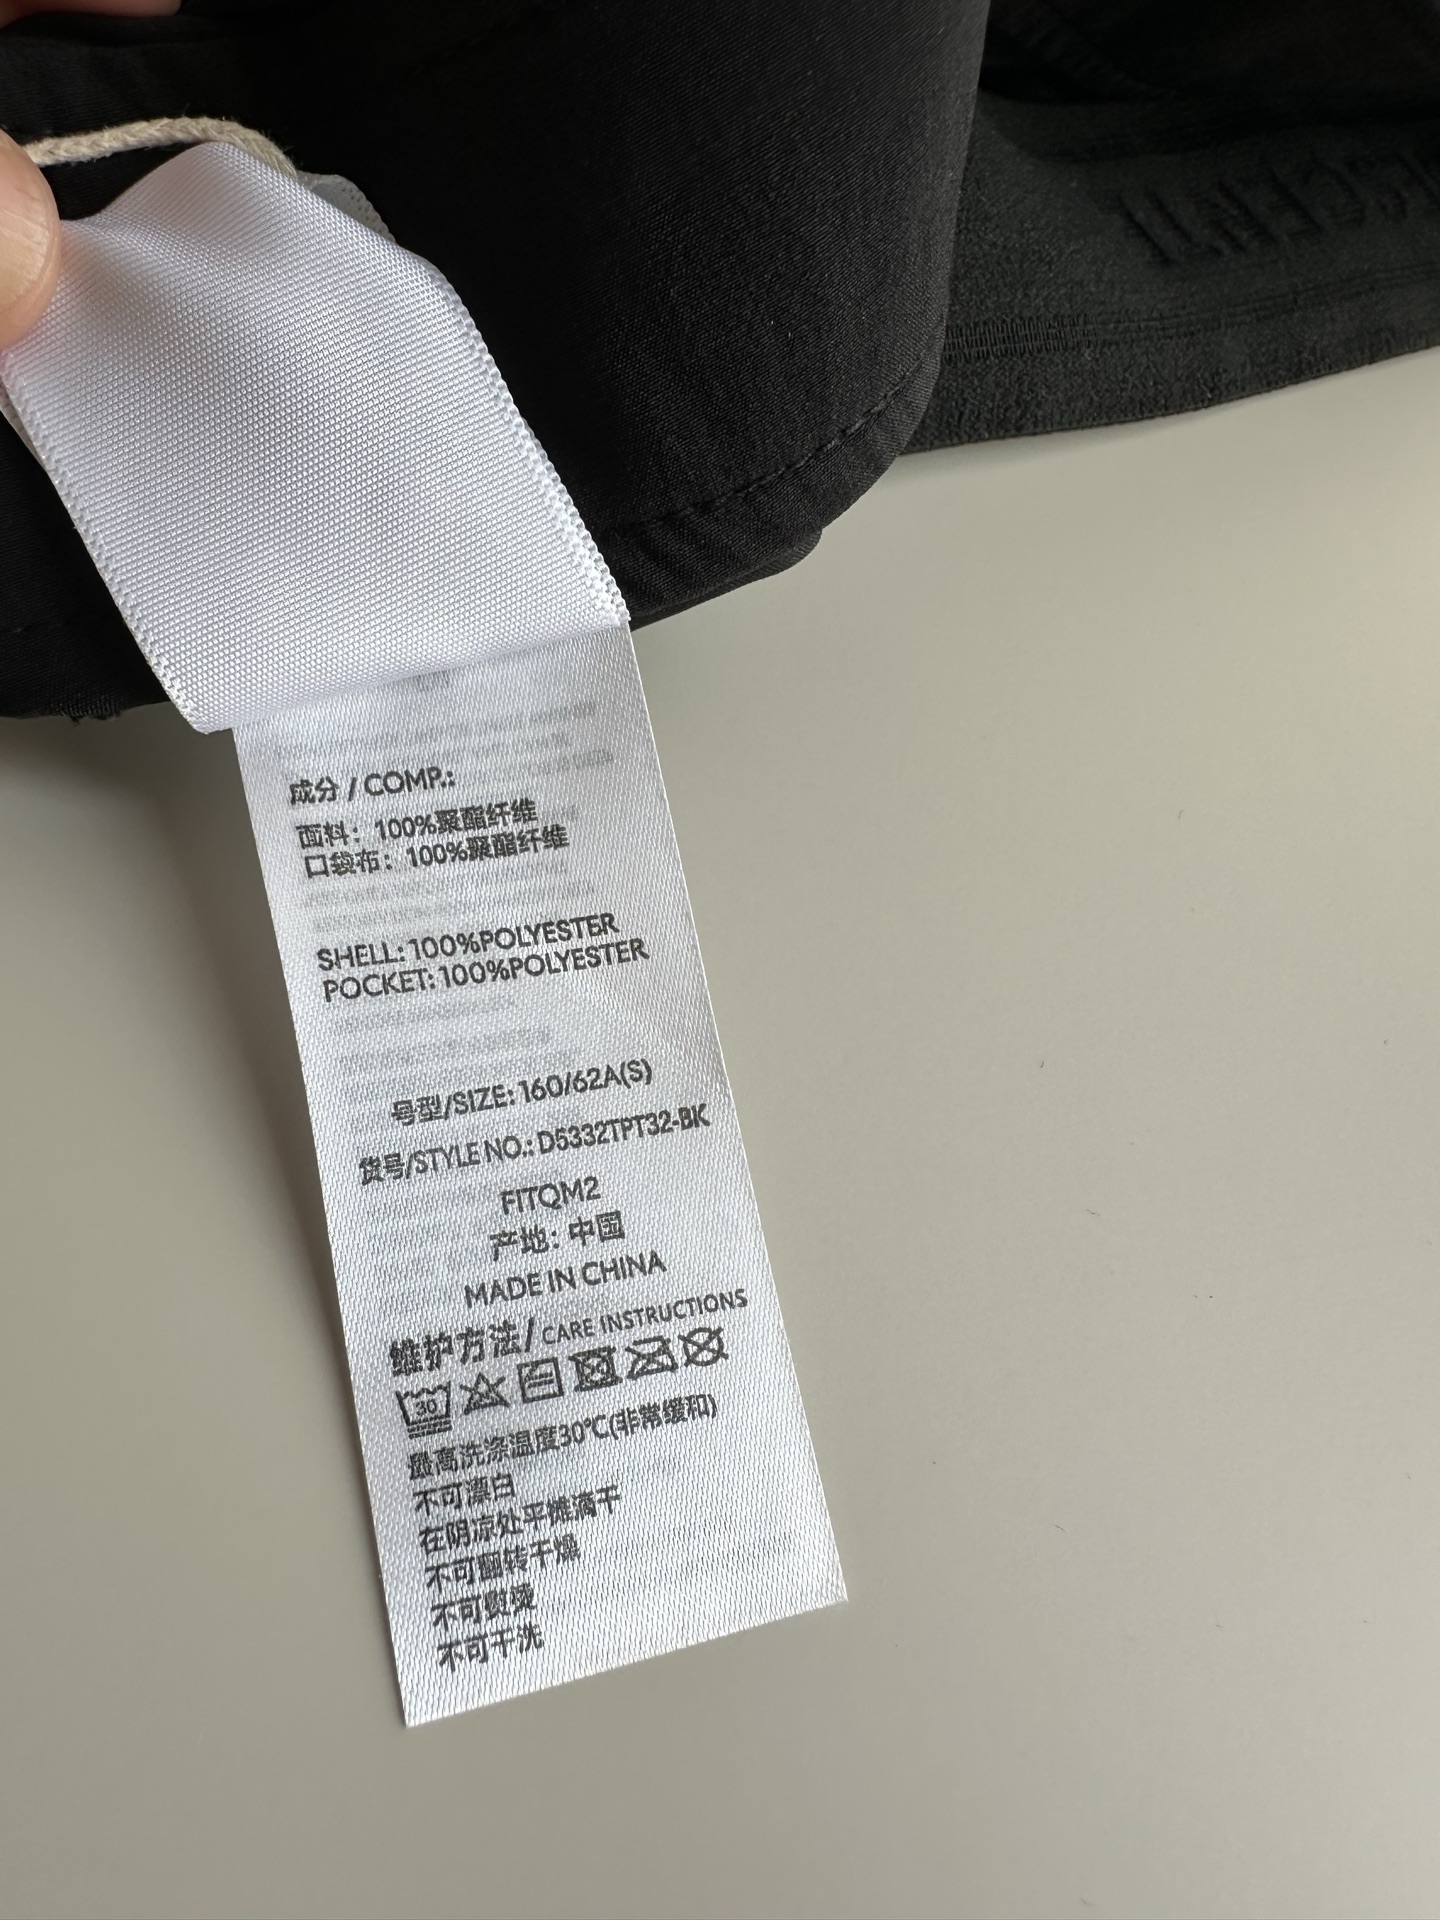 成分 / COMP.:
面料： 100%聚酯纤维
口袋布： 100%聚酯纤维
SHELL: 100%POLYESTER
POCKET: 100%POLYESTER
号型/SIZE: 160/62A(S)
货号/STYLE NO.: D5332TPT32-BK
FITQM2
产地: 中国
MADE IN CHINA
维护方法/ CARE INSTRUCTIONS
30
最高洗涤温度30℃(非常缓和)
不可漂白
在阴凉处平摊滴干
不可翻转干燥
不可熨烫
不可干洗